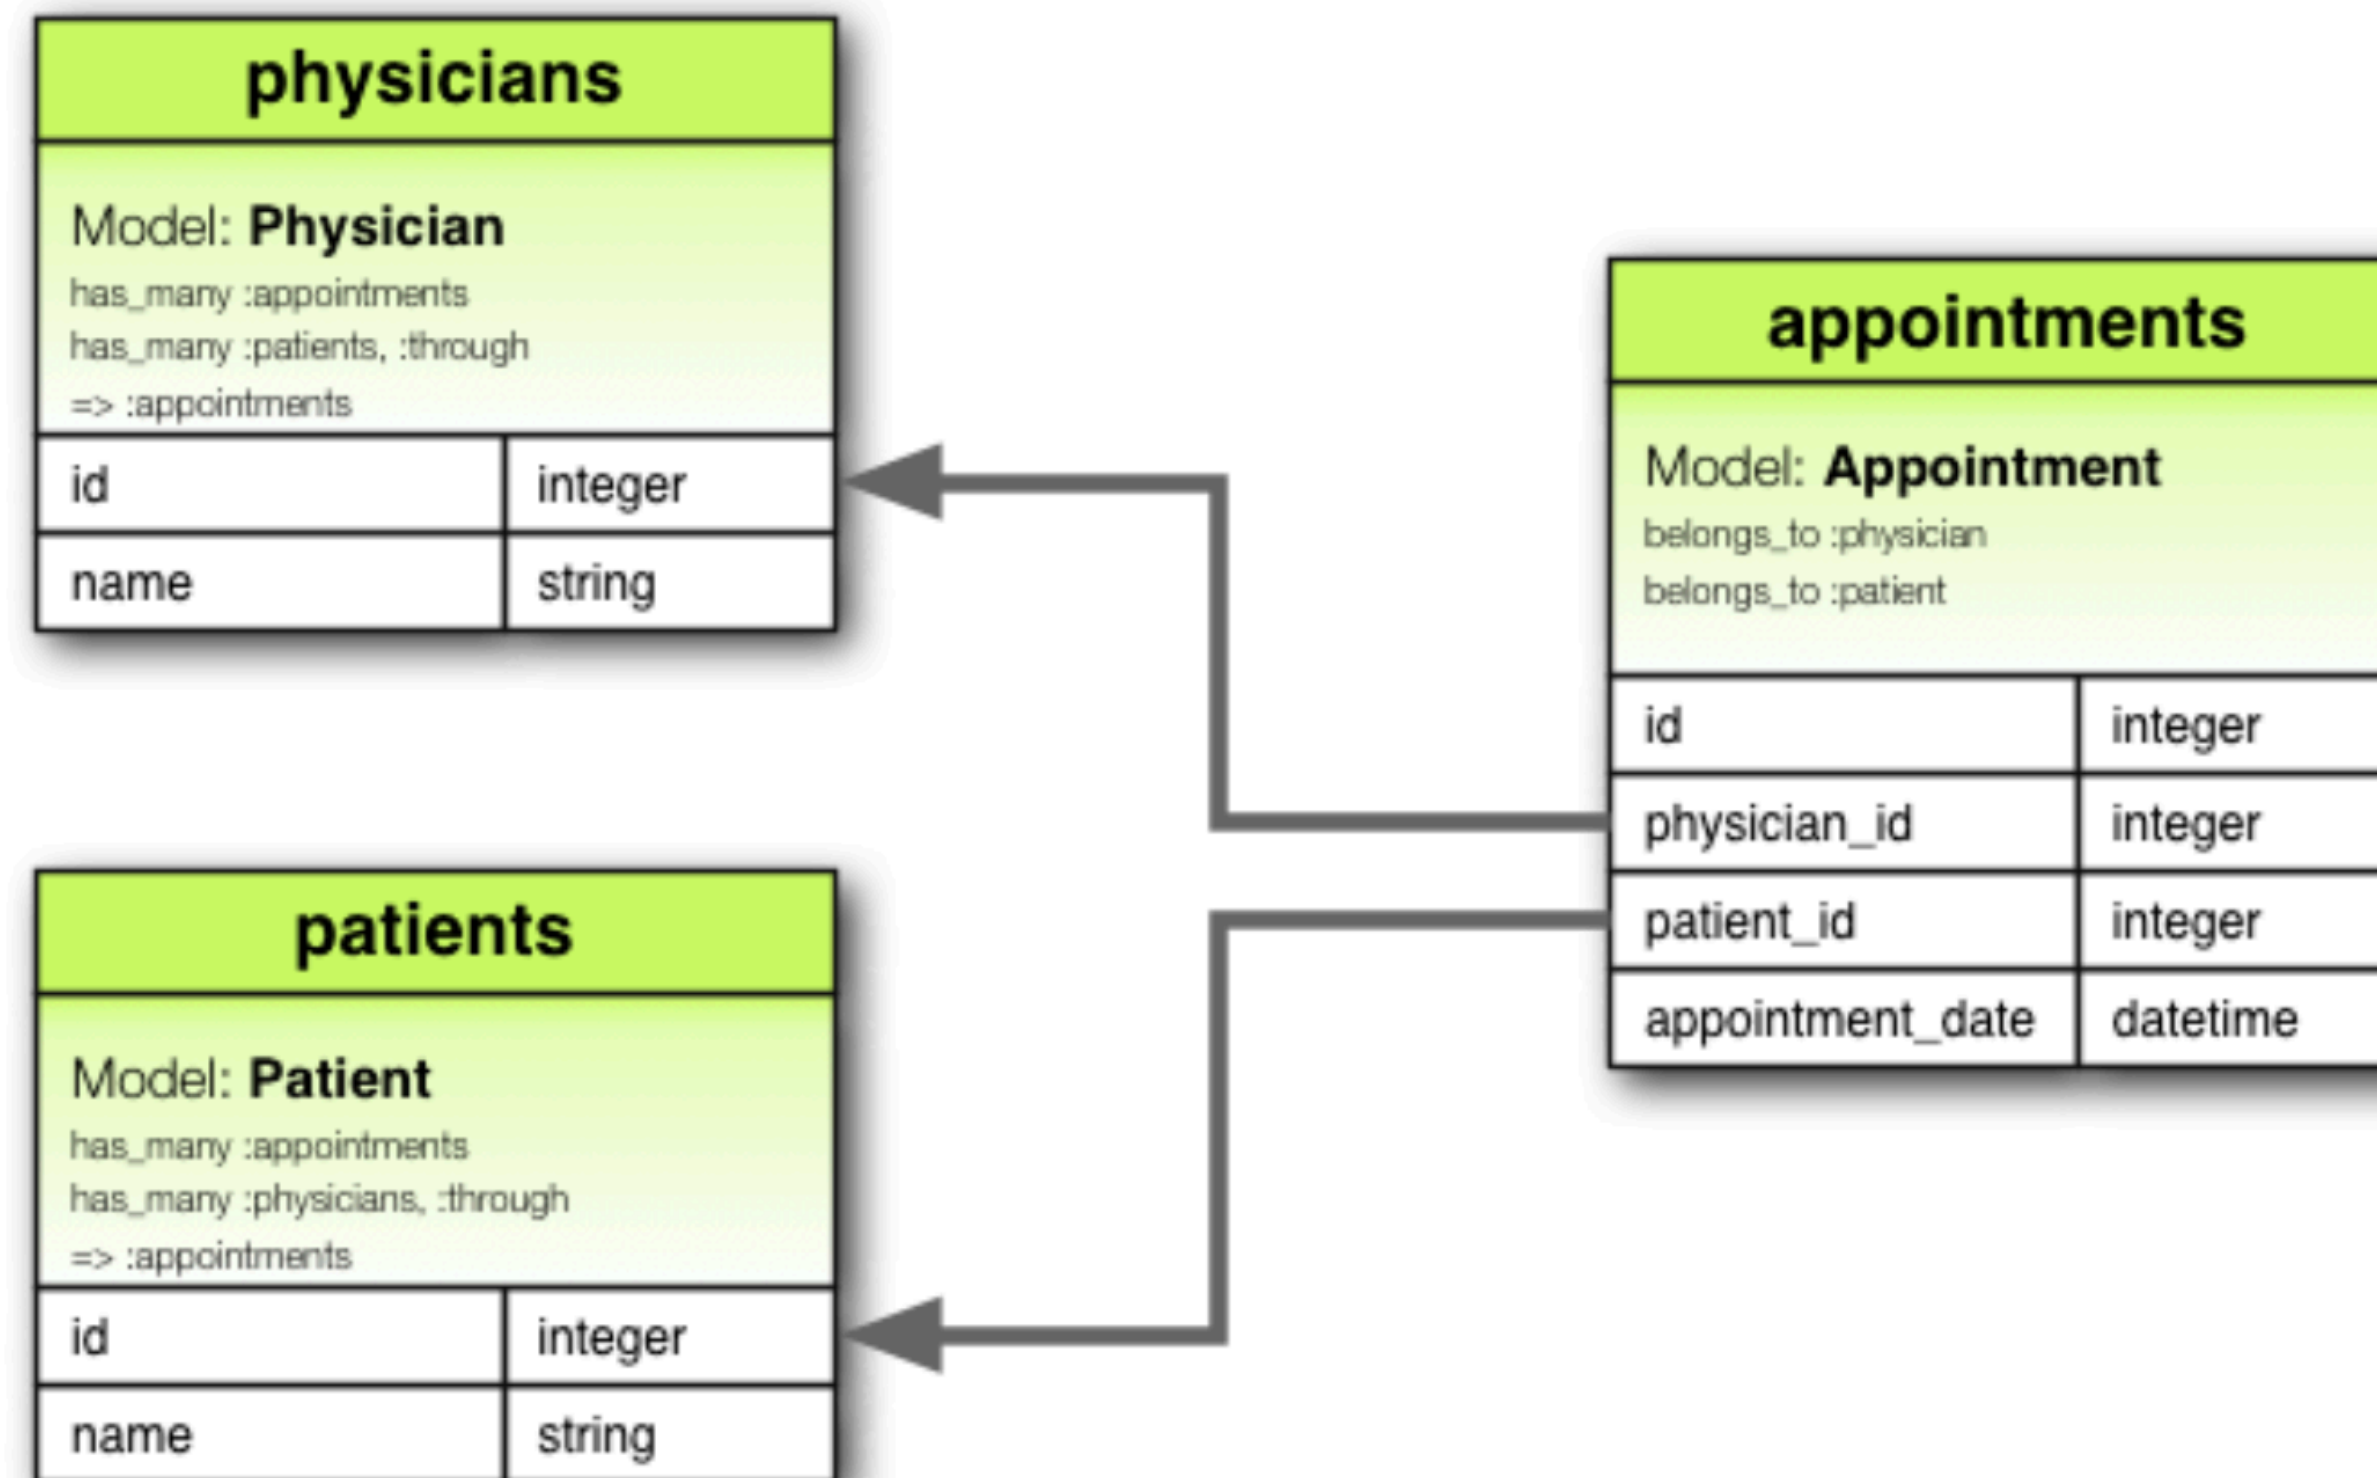 physicians
Model: Physician
has_many :appointments
has_many :patients, :through
=> :appointments
id integer
name string
appointments
Model: Appointment
belongs_to :physician
belongs_to :patient
id integer
physician_id integer
patient_id integer
appointment_date datetime
patients
Model: Patient
has_many :appointments
has_many :physicians, :through
=> :appointments
id integer
name string